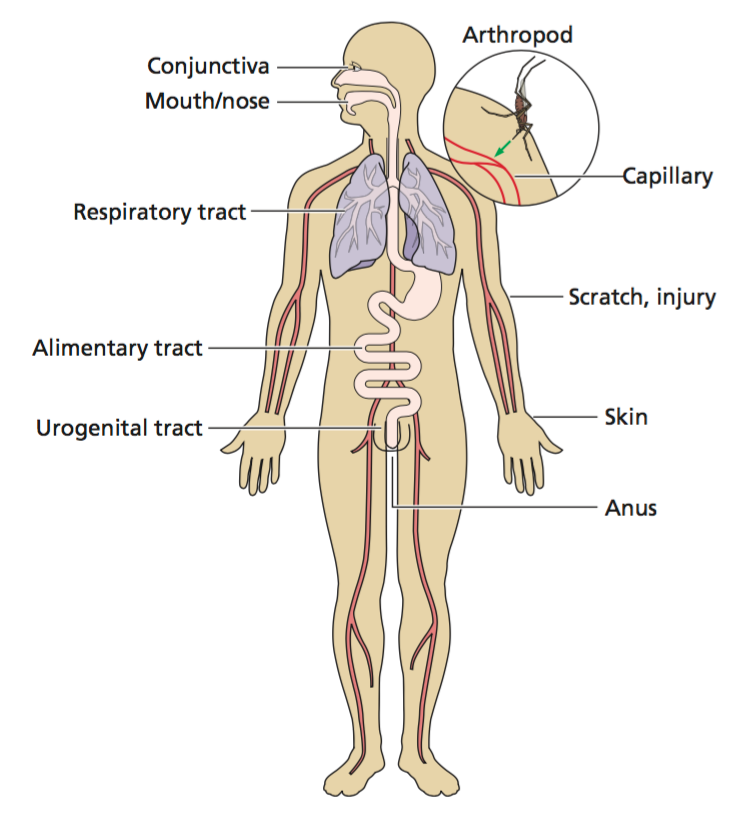 Arthropod
Conjunctiva
Mouth/nose
Capillary
Respiratory tract
Scratch, injury
Alimentary tract
Skin
Urogenital tract
Anus